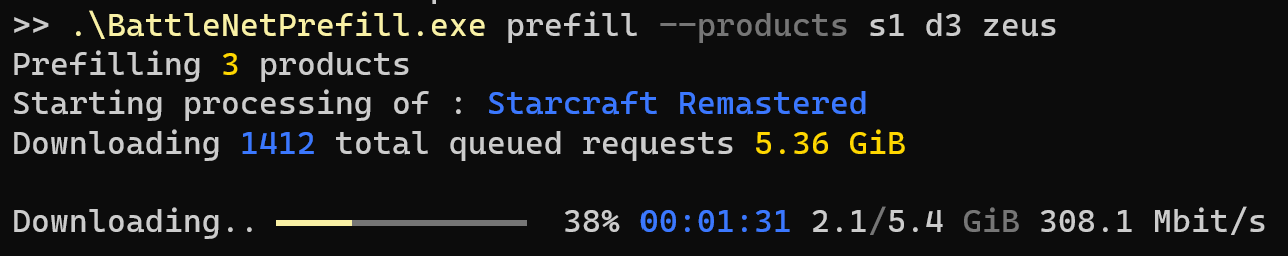 >> .\BattleNetPrefill.exe prefill --products s1 d3 zeus
Prefilling 3 products
Starting processing of : Starcraft Remastered
Downloading 1412 total queued requests 5.36 GiB
Downloading.. 38% 00:01:31 2.1/5.4 GiB 308.1 Mbit/s